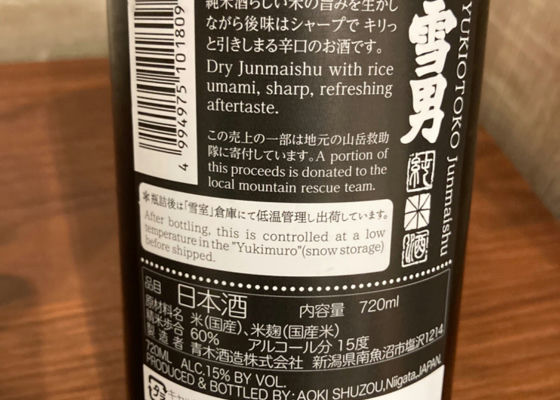 純米酒らしい米の旨みを生かし
ながら後味はシャープで キリっ
と引きしまる辛口のお酒です。
Dry Junmaishu with rice
umami, sharp, refreshing
aftertaste.
この売上の一部は地元の山岳救助
隊に寄付しています。A portion of
this proceeds is donated to the
local mountain rescue team.
4 994975 101809
YUKIOTOKO Junmaishu
雪男
純米酒
※瓶詰後は「雪室」倉庫にて低温管理し出荷しています。
After bottling, this is controlled at a low
temperature in the "Yukimuro"(snow storage)
before shipped.
品目 日本酒 内容量 720ml
原材料名 米(国産)、米麹(国産米)
精米歩合 60% アルコール分 15度
製造者 青木酒造株式会社 新潟県南魚沼市塩沢1214
720ML ALC.15% BY VOL.
PRODUCED & BOTTLED BY: AOKI SHUZOU, Niigata, JAPAN.